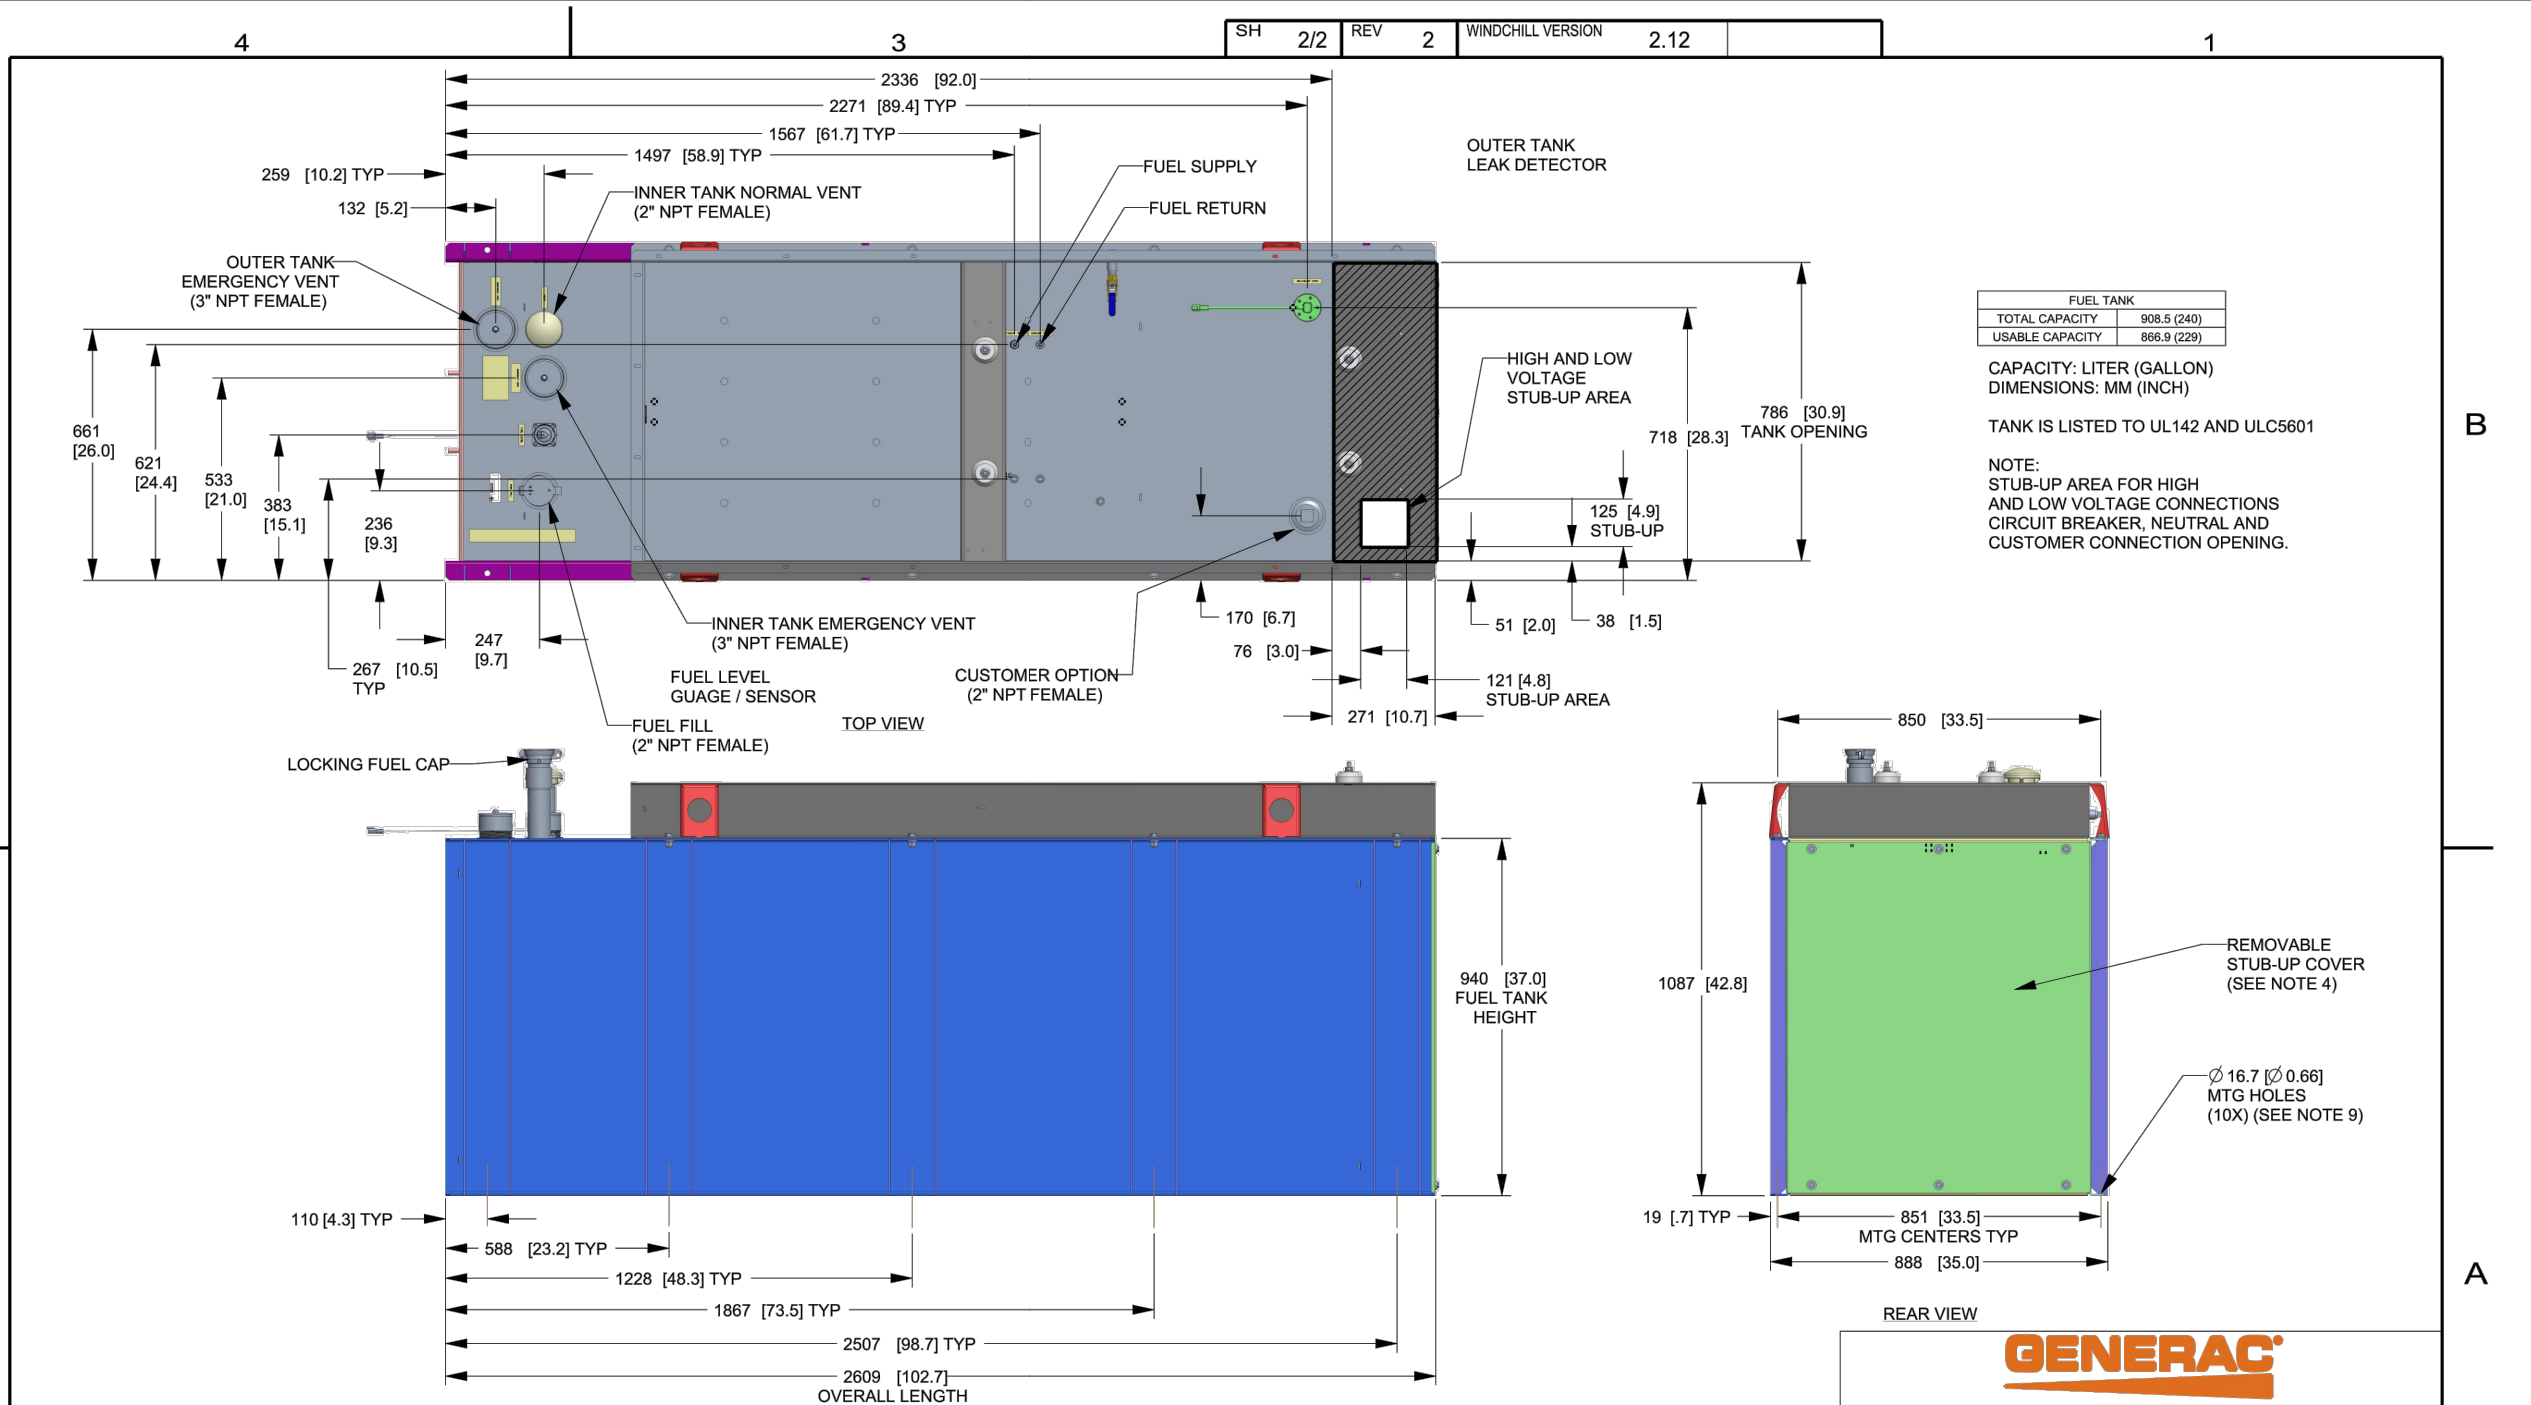 4
3
SH 2/2
REV 2
WINDCHILL VERSION 2.12
1
2336 [92.0]
2271 [89.4] TYP
1567 [61.7] TYP
1497 [58.9] TYP
259 [10.2] TYP
132 [5.2]
INNER TANK NORMAL VENT
(2" NPT FEMALE)
FUEL SUPPLY
FUEL RETURN
OUTER TANK
LEAK DETECTOR
OUTER TANK
EMERGENCY VENT
(3" NPT FEMALE)
661
[26.0]
621
[24.4]
533
[21.0]
383
[15.1]
236
[9.3]
267 [10.5]
TYP
247
[9.7]
INNER TANK EMERGENCY VENT
(3" NPT FEMALE)
FUEL LEVEL
GUAGE / SENSOR
FUEL FILL
(2" NPT FEMALE)
TOP VIEW
CUSTOMER OPTION
(2" NPT FEMALE)
170 [6.7]
76 [3.0]
121 [4.8]
STUB-UP AREA
271 [10.7]
51 [2.0]
38 [1.5]
125 [4.9]
STUB-UP
HIGH AND LOW
VOLTAGE
STUB-UP AREA
718 [28.3]
786 [30.9]
TANK OPENING
FUEL TANK
TOTAL CAPACITY 908.5 (240)
USABLE CAPACITY 866.9 (229)
CAPACITY: LITER (GALLON)
DIMENSIONS: MM (INCH)
TANK IS LISTED TO UL142 AND ULC5601
NOTE:
STUB-UP AREA FOR HIGH
AND LOW VOLTAGE CONNECTIONS
CIRCUIT BREAKER, NEUTRAL AND
CUSTOMER CONNECTION OPENING.
B
LOCKING FUEL CAP
940 [37.0]
FUEL TANK
HEIGHT
110 [4.3] TYP
588 [23.2] TYP
1228 [48.3] TYP
1867 [73.5] TYP
2507 [98.7] TYP
2609 [102.7]
OVERALL LENGTH
850 [33.5]
1087 [42.8]
REMOVABLE
STUB-UP COVER
(SEE NOTE 4)
Ø 16.7 [Ø 0.66]
MTG HOLES
(10X) (SEE NOTE 9)
19 [.7] TYP
851 [33.5]
MTG CENTERS TYP
888 [35.0]
REAR VIEW
A
GENERAC